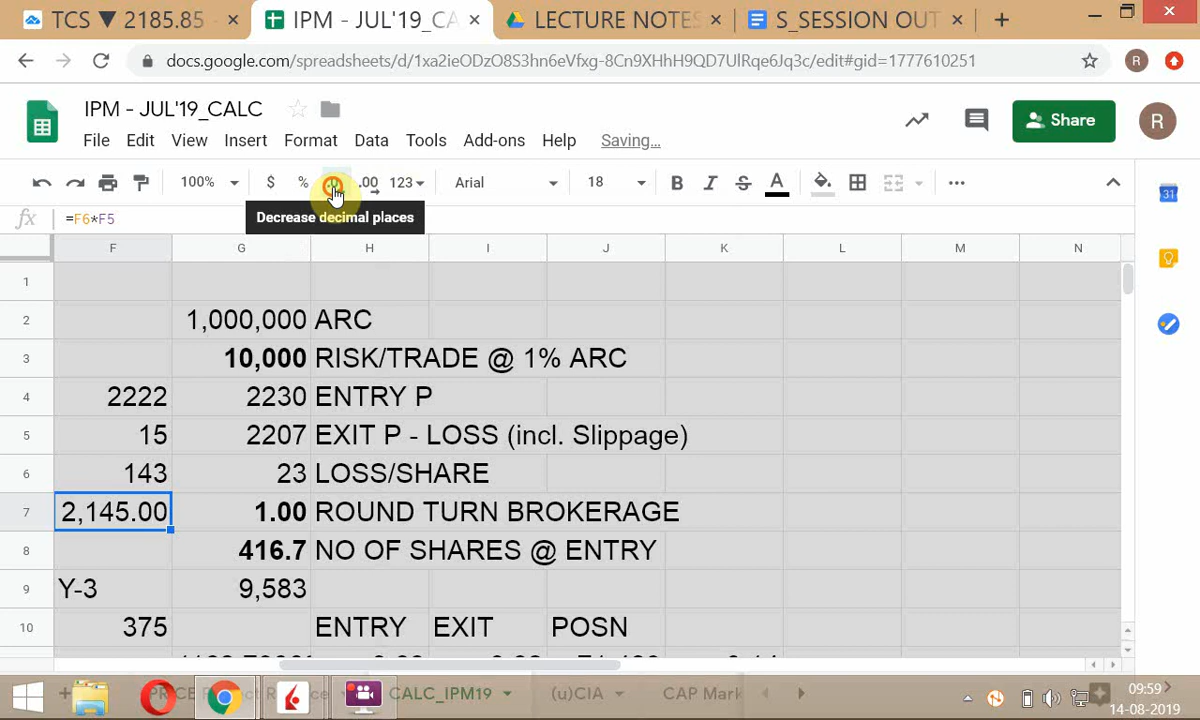 TCS ▼ 2185.85
IPM - JUL'19_CA
LECTURE NOTES
S_SESSION OUT
docs.google.com/spreadsheets/d/1xa2ieODzO8S3hn6eVfxg-8Cn9XHhH9QD7UlRqe6Jq3c/edit#gid=1777610251
R
IPM - JUL'19_CALC
File Edit View Insert Format Data Tools Add-ons Help Saving...
Share
R
100% $ % .0 .00 123 Arial 18 B I S A
31
fx =F6*F5
Decrease decimal places
F G H I J K L M N
1
2 1,000,000 ARC
3 10,000 RISK/TRADE @ 1% ARC
4 2222 2230 ENTRY P
5 15 2207 EXIT P - LOSS (incl. Slippage)
6 143 23 LOSS/SHARE
7 2,145.00 1.00 ROUND TURN BROKERAGE
8 416.7 NO OF SHARES @ ENTRY
9 Y-3 9,583
10 375 ENTRY EXIT POSN
CALC_IPM19 (u)CIA CAP Mark
09:59
14-08-2019